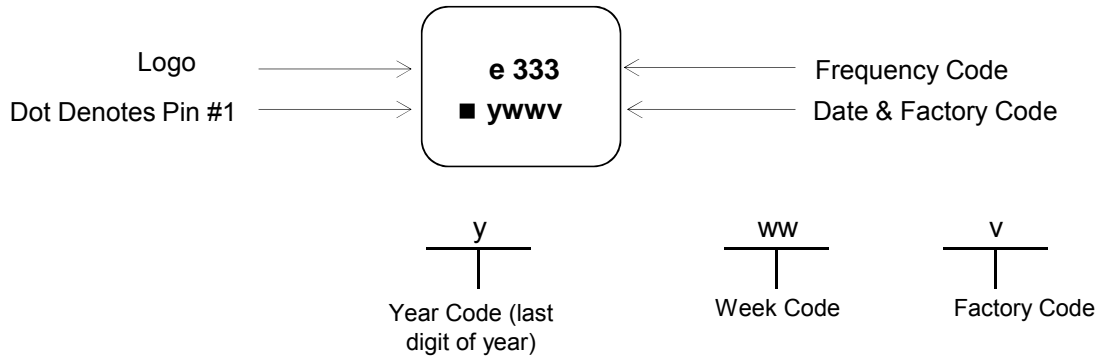 Logo
Dot Denotes Pin #1
e 333
■ ywwv
Frequency Code
Date & Factory Code
y
ww
v
Year Code (last
digit of year)
Week Code
Factory Code